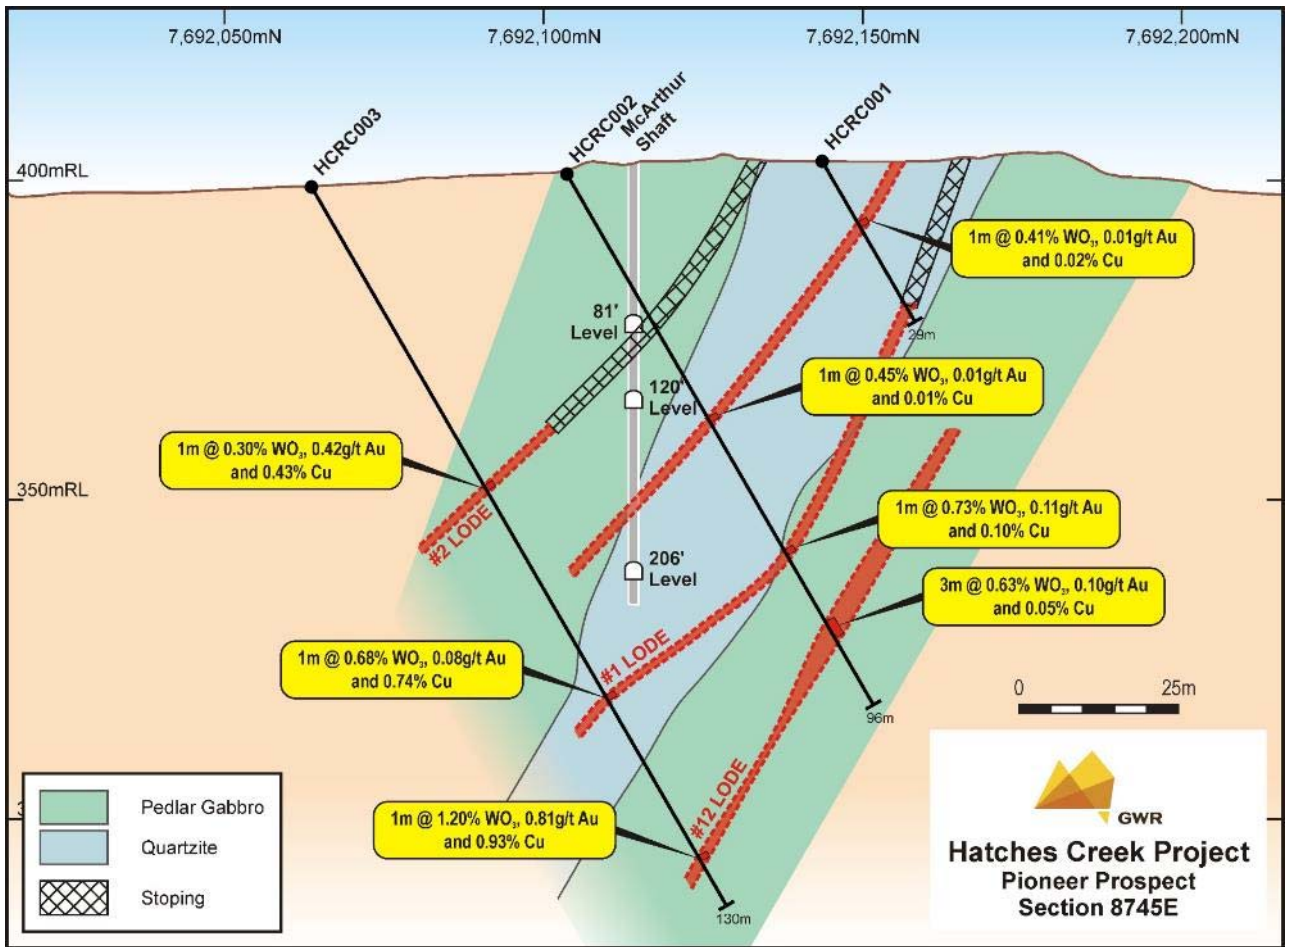 7,692,050mN
7,692,100mN
7,692,150mN
7,692,200mN
HCRC003
HCRC002
McArthur
Shaft
HCRC001
400mRL
1m @ 0.41% WO₃, 0.01g/t Au
and 0.02% Cu
81'
Level
29m
1m @ 0.45% WO₃, 0.01g/t Au
and 0.01% Cu
120'
Level
1m @ 0.30% WO₃, 0.42g/t Au
and 0.43% Cu
350mRL
#2 LODE
1m @ 0.73% WO₃, 0.11g/t Au
and 0.10% Cu
206'
Level
3m @ 0.63% WO₃, 0.10g/t Au
and 0.05% Cu
1m @ 0.68% WO₃, 0.08g/t Au
and 0.74% Cu
#1 LODE
0 25m
96m
Pedlar Gabbro
Quartzite
Stoping
1m @ 1.20% WO₃, 0.81g/t Au
and 0.93% Cu
#12 LODE
130m
GWR
Hatches Creek Project
Pioneer Prospect
Section 8745E